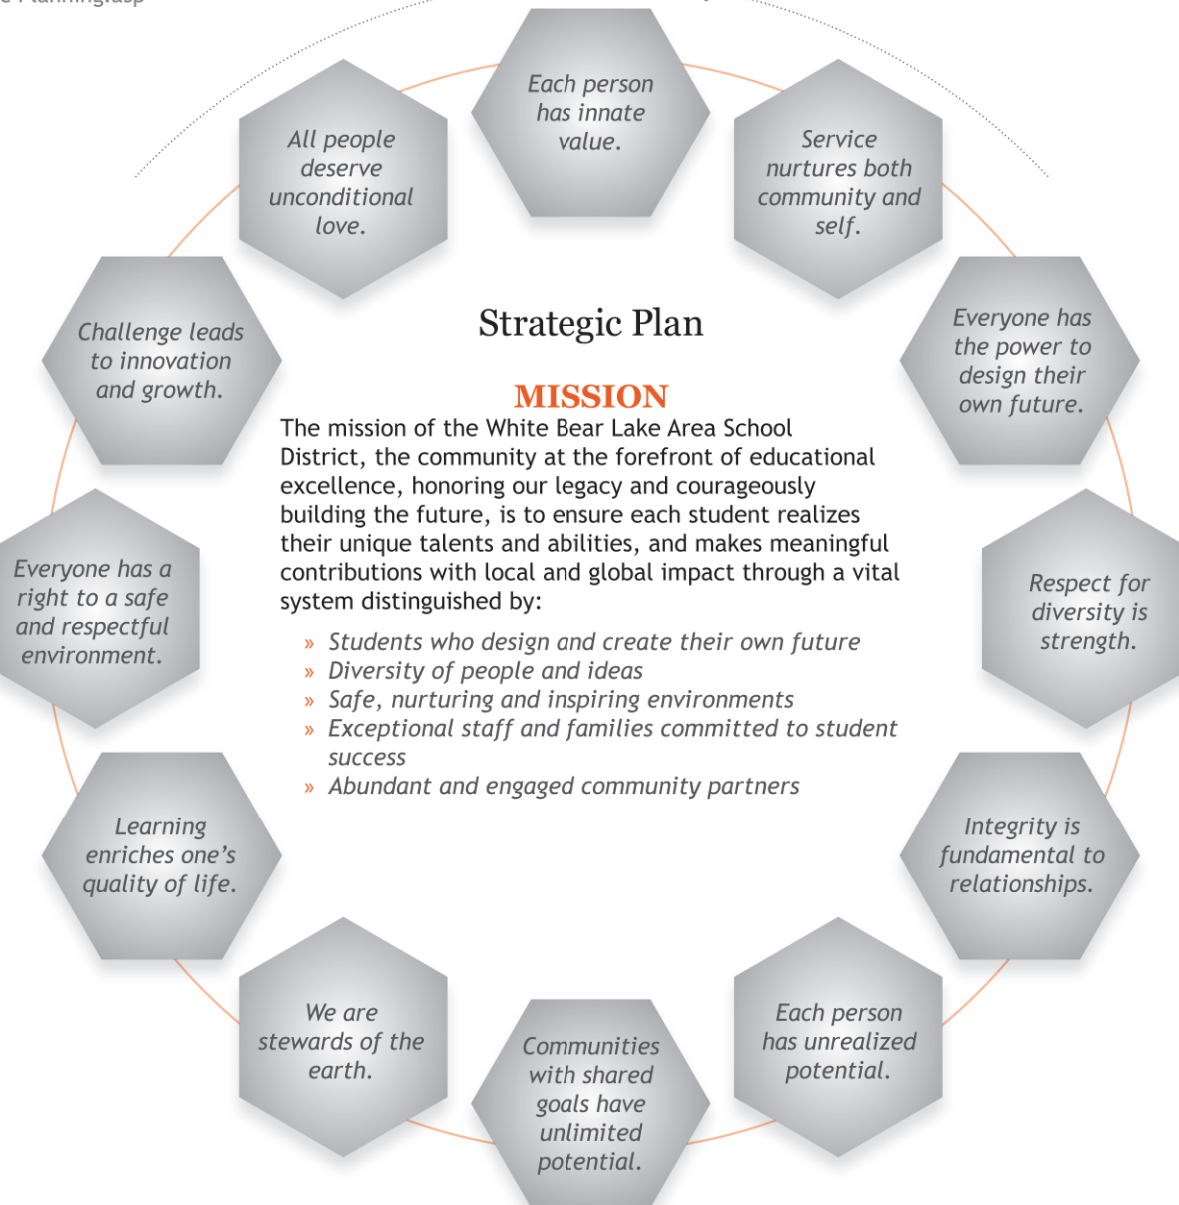 e Planning.asp
Each person
has innate
value.
Service
nurtures both
community and
self.
Everyone has
the power to
design their
own future.
Respect for
diversity is
strength.
Integrity is
fundamental to
relationships.
Each person
has unrealized
potential.
Communities
with shared
goals have
unlimited
potential.
We are
stewards of the
earth.
Learning
enriches one’s
quality of life.
Everyone has a
right to a safe
and respectful
environment.
Challenge leads
to innovation
and growth.
All people
deserve
unconditional
love.
Strategic Plan
MISSION
The mission of the White Bear Lake Area School
District, the community at the forefront of educational
excellence, honoring our legacy and courageously
building the future, is to ensure each student realizes
their unique talents and abilities, and makes meaningful
contributions with local and global impact through a vital
system distinguished by:
» Students who design and create their own future
» Diversity of people and ideas
» Safe, nurturing and inspiring environments
» Exceptional staff and families committed to student
success
» Abundant and engaged community partners